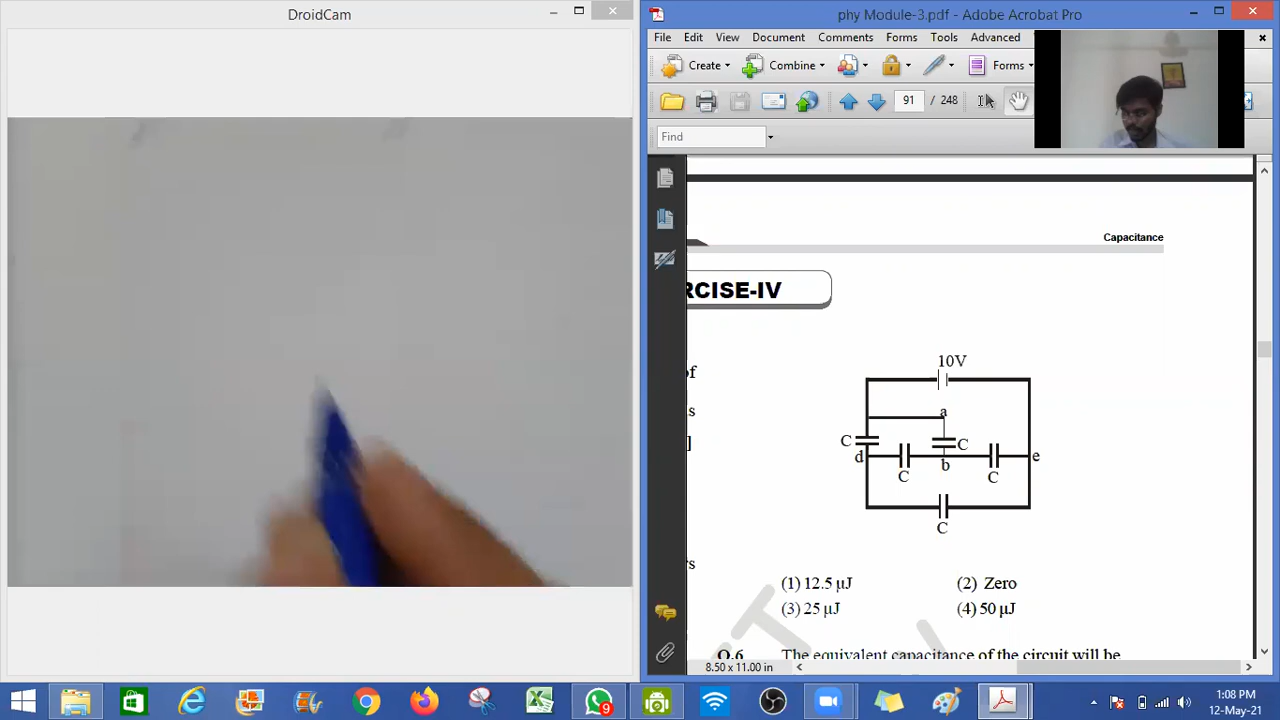 DroidCam
phy Module-3.pdf - Adobe Acrobat Pro
File Edit View Document Comments Forms Tools Advanced
Create Combine Forms
91 / 248
Find
Capacitance
RCISE-IV
of
s
]
rs
10V
a
C
C
d
b
e
C
C
C
(1) 12.5 μJ (2) Zero
(3) 25 μJ (4) 50 μJ
Q.6 The equivalent capacitance of the circuit will be
8.50 x 11.00 in
9
1:08 PM
12-May-21